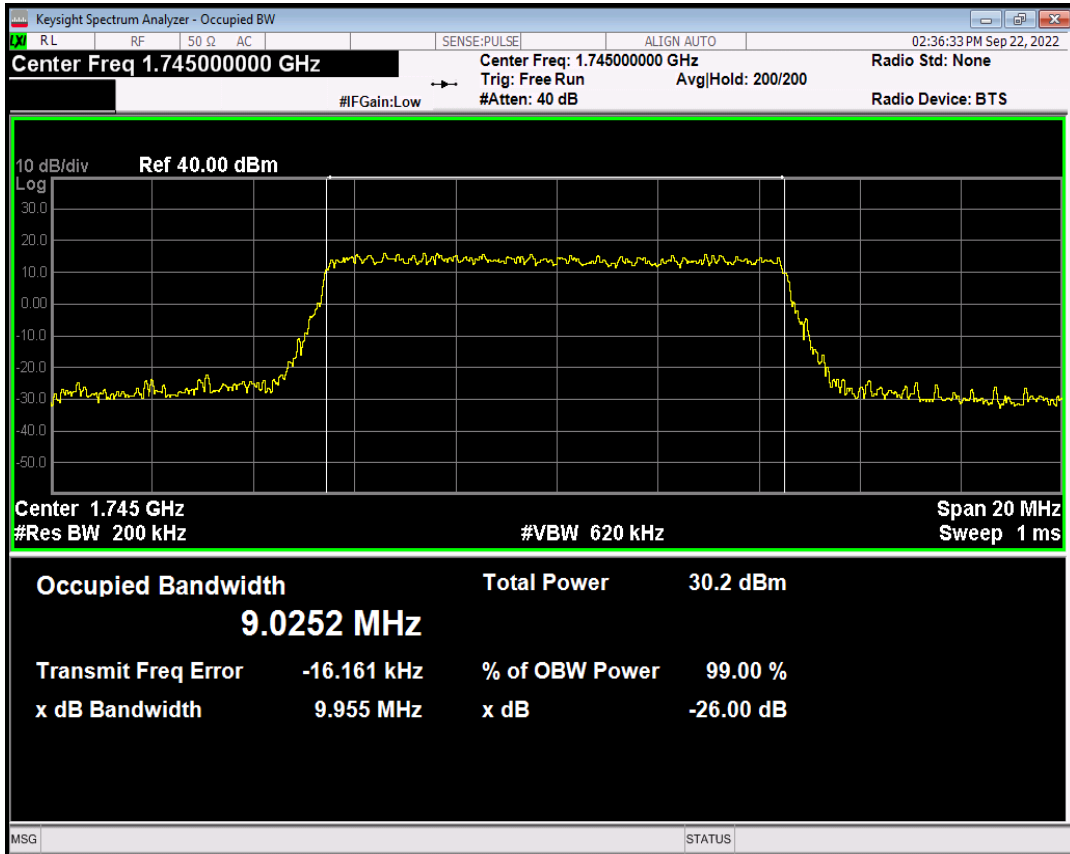 Keysight Spectrum Analyzer - Occupied BW
LXI RL RF 50 Ω AC SENSE:PULSE ALIGN AUTO 02:36:33 PM Sep 22, 2022
Center Freq 1.745000000 GHz Center Freq: 1.745000000 GHz Radio Std: None
Trig: Free Run Avg|Hold: 200/200
#IFGain:Low #Atten: 40 dB Radio Device: BTS
10 dB/div Ref 40.00 dBm
Log
30.0
20.0
10.0
0.00
-10.0
-20.0
-30.0
-40.0
-50.0
Center 1.745 GHz Span 20 MHz
#Res BW 200 kHz #VBW 620 kHz Sweep 1 ms
Occupied Bandwidth Total Power 30.2 dBm
9.0252 MHz
Transmit Freq Error -16.161 kHz % of OBW Power 99.00 %
x dB Bandwidth 9.955 MHz x dB -26.00 dB
MSG STATUS